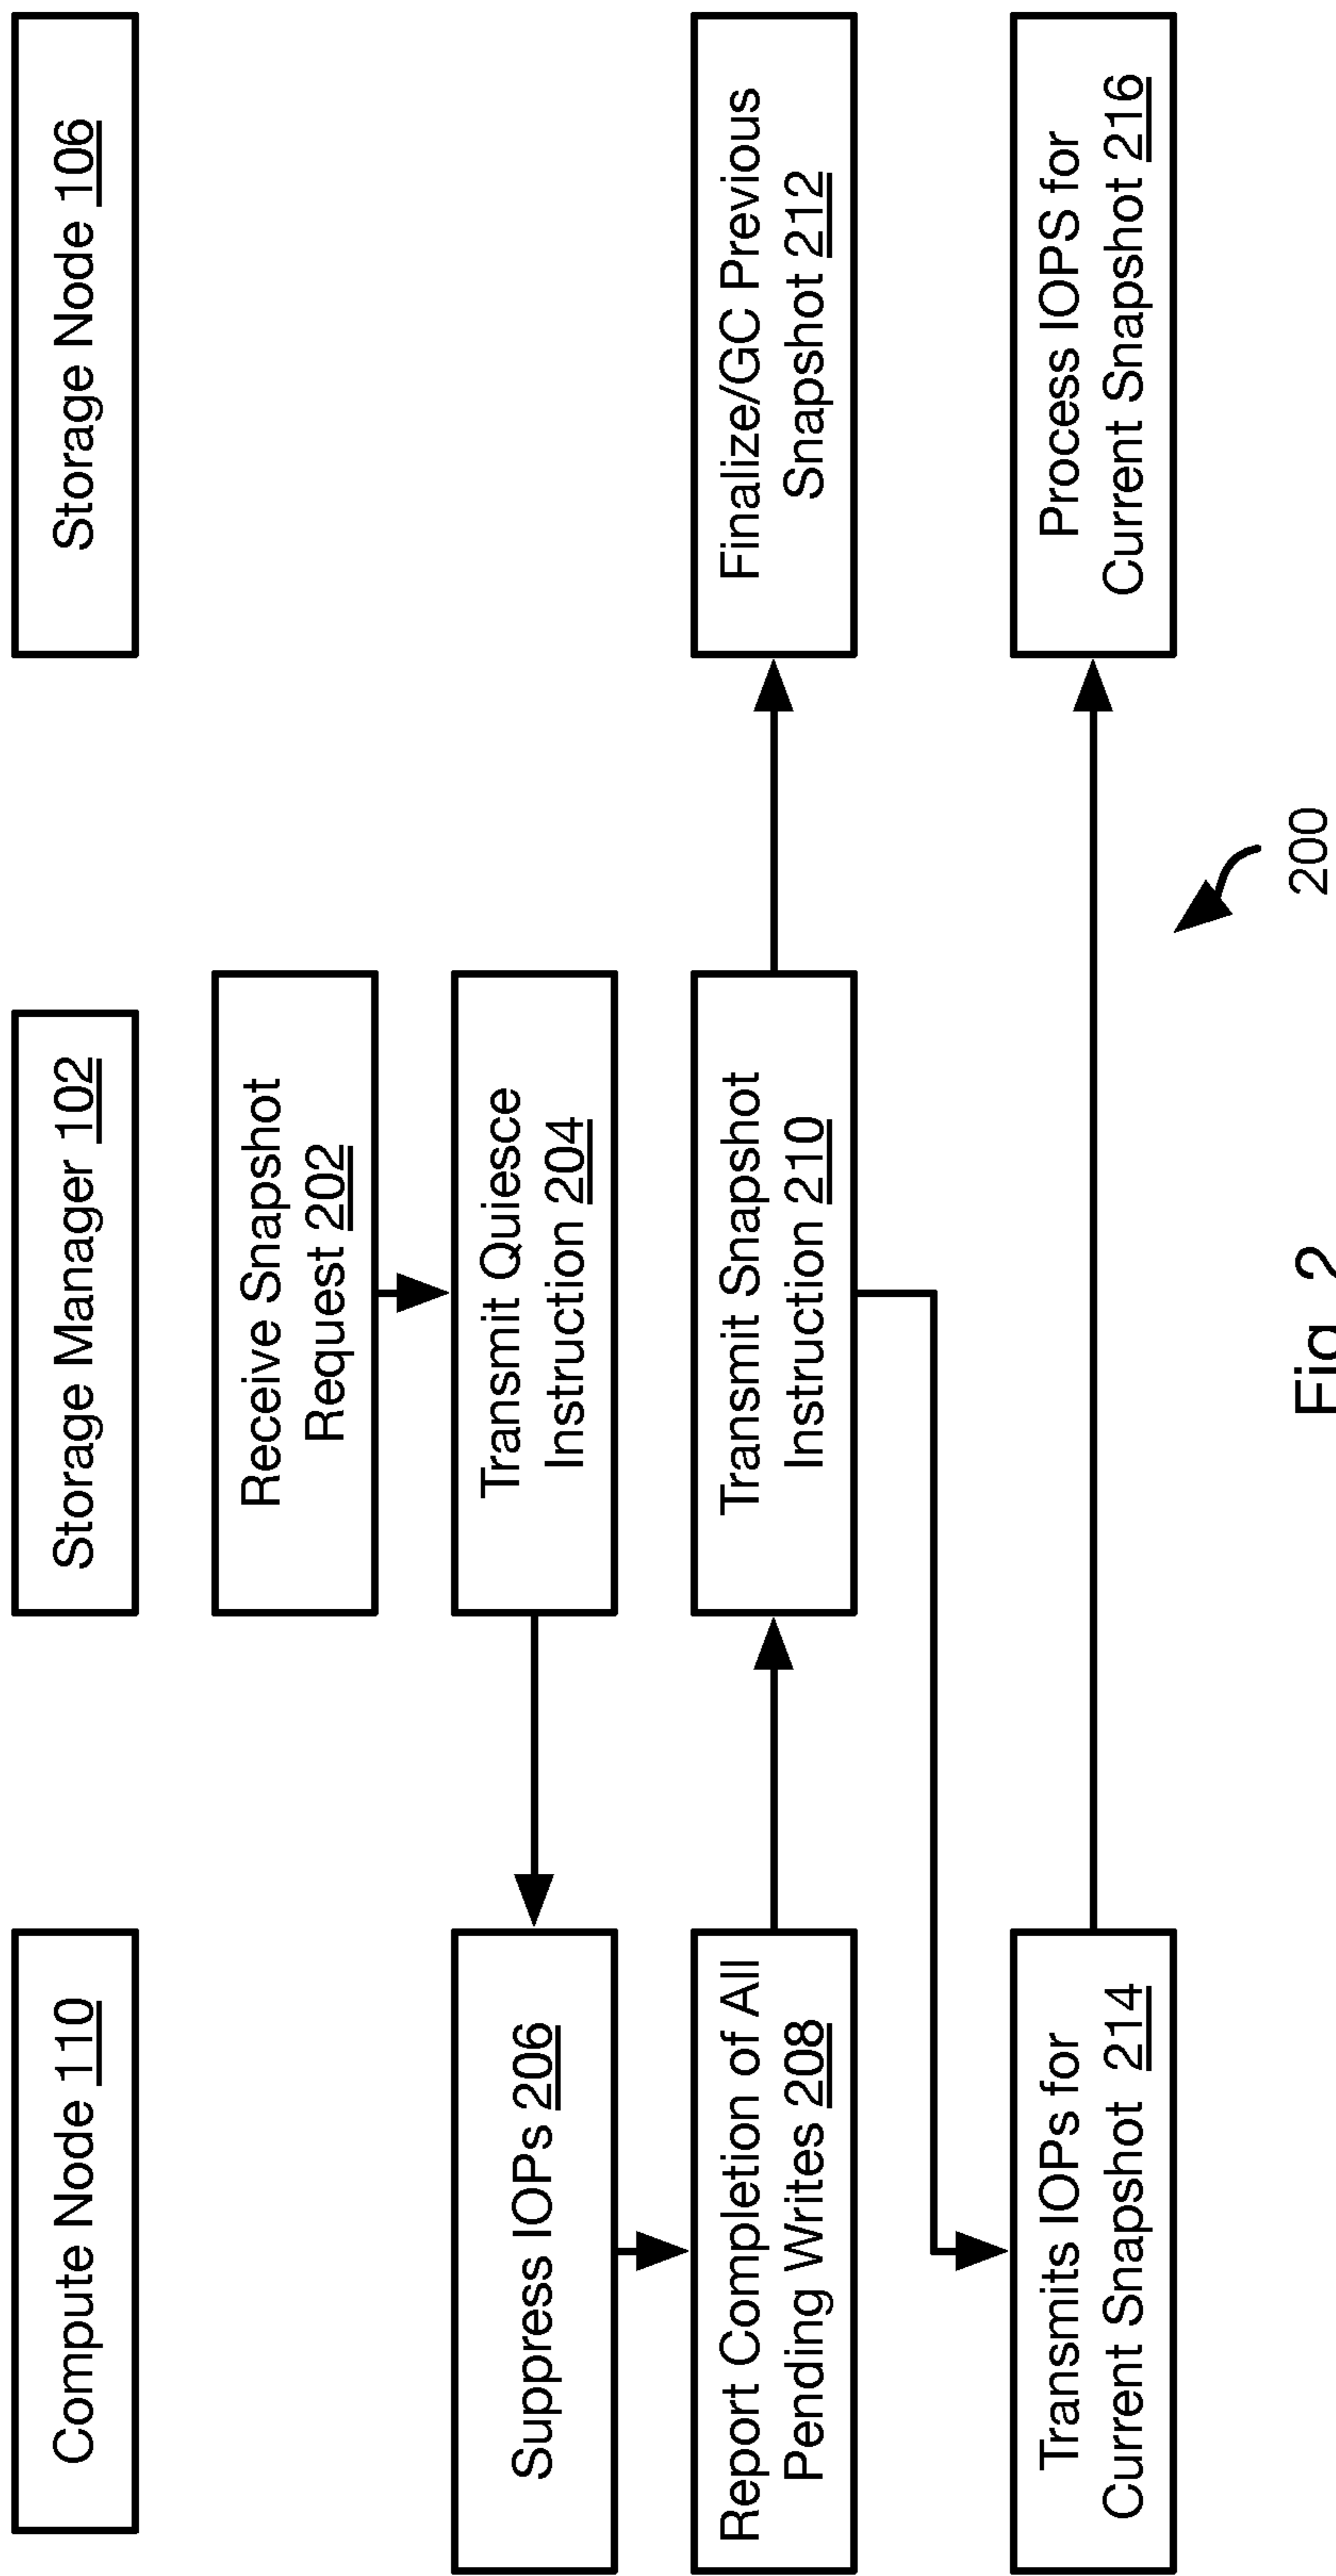 Compute Node 110
Storage Manager 102
Storage Node 106
Receive Snapshot
Request 202
Transmit Quiesce
Instruction 204
Suppress IOPs 206
Report Completion of All
Pending Writes 208
Transmit Snapshot
Instruction 210
Finalize/GC Previous
Snapshot 212
Transmits IOPs for
Current Snapshot 214
Process IOPS for
Current Snapshot 216
200
Fig. 2